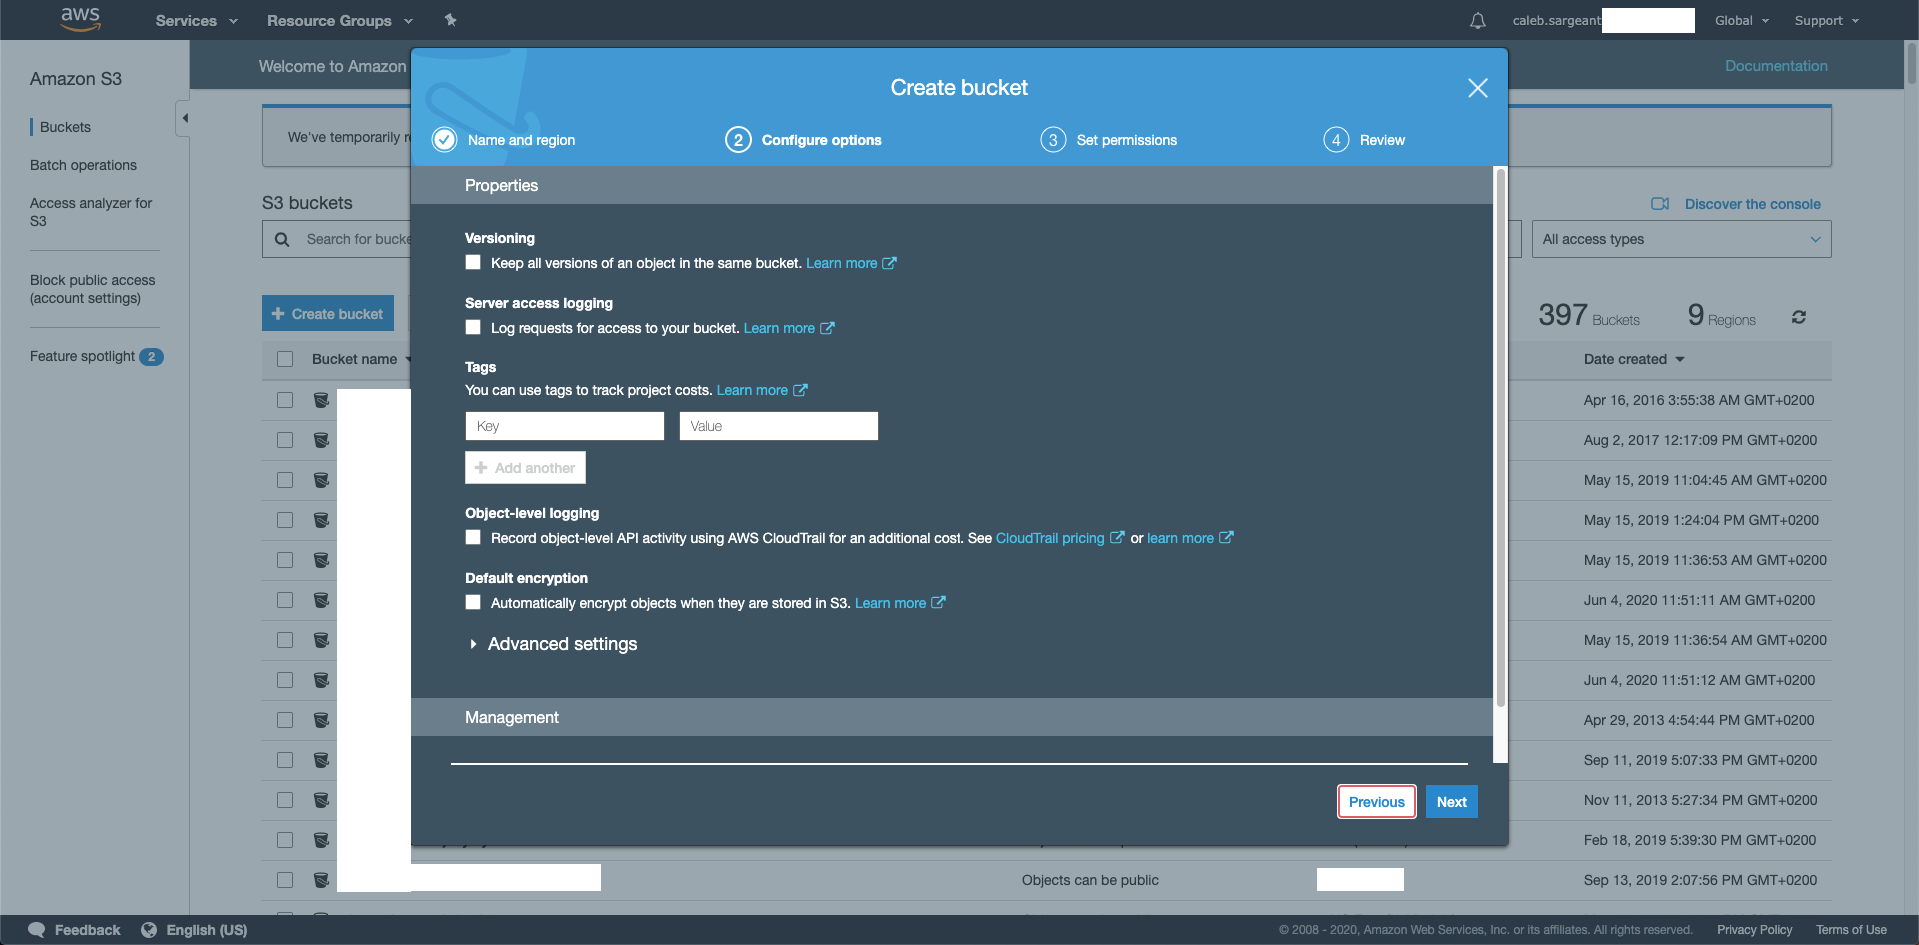 aws
Services
Resource Groups
caleb.sargeant
Global
Support
Amazon S3
Buckets
Batch operations
Access analyzer for
S3
Block public access
(account settings)
Feature spotlight 2
Welcome to Amazon
Documentation
We've temporarily
S3 buckets
Discover the console
Search for
All access types
Create bucket
397 Buckets
9 Regions
Bucket name
Date created
Apr 16, 2016 3:55:38 AM GMT+0200
Aug 2, 2017 12:17:09 PM GMT+0200
May 15, 2019 11:04:45 AM GMT+0200
May 15, 2019 1:24:04 PM GMT+0200
May 15, 2019 11:36:53 AM GMT+0200
Jun 4, 2020 11:51:11 AM GMT+0200
May 15, 2019 11:36:54 AM GMT+0200
Jun 4, 2020 11:51:12 AM GMT+0200
Apr 29, 2013 4:54:44 PM GMT+0200
Sep 11, 2019 5:07:33 PM GMT+0200
Nov 11, 2013 5:27:34 PM GMT+0200
Feb 18, 2019 5:39:30 PM GMT+0200
Objects can be public
Sep 13, 2019 2:07:56 PM GMT+0200
Create bucket
Name and region
2 Configure options
3 Set permissions
4 Review
Properties
Versioning
Keep all versions of an object in the same bucket. Learn more
Server access logging
Log requests for access to your bucket. Learn more
Tags
You can use tags to track project costs. Learn more
Key
Value
Add another
Object-level logging
Record object-level API activity using AWS CloudTrail for an additional cost. See CloudTrail pricing or learn more
Default encryption
Automatically encrypt objects when they are stored in S3. Learn more
Advanced settings
Management
Previous
Next
Feedback
English (US)
© 2008 - 2020, Amazon Web Services, Inc. or its affiliates. All rights reserved.
Privacy Policy
Terms of Use